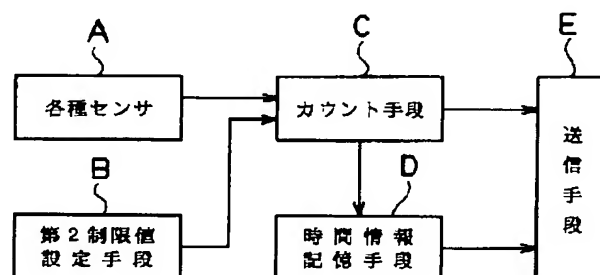 A
C
E
各種センサ
カウント手段
送信手段
B
D
第2制限値
設定手段
時間情報
記憶手段